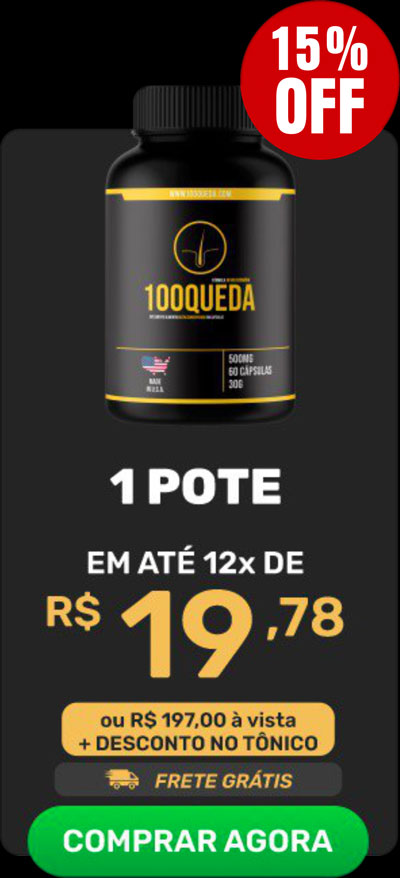 15%
OFF
WWW.100QUEDA.COM
100QUEDA
MADE
IN U.S.A.
500MG
60 CÁPSULAS
30G
1 POTE
EM ATÉ 12x DE
R$ 19,78
ou R$ 197,00 à vista
+ DESCONTO NO TÔNICO
FRETE GRÁTIS
COMPRAR AGORA